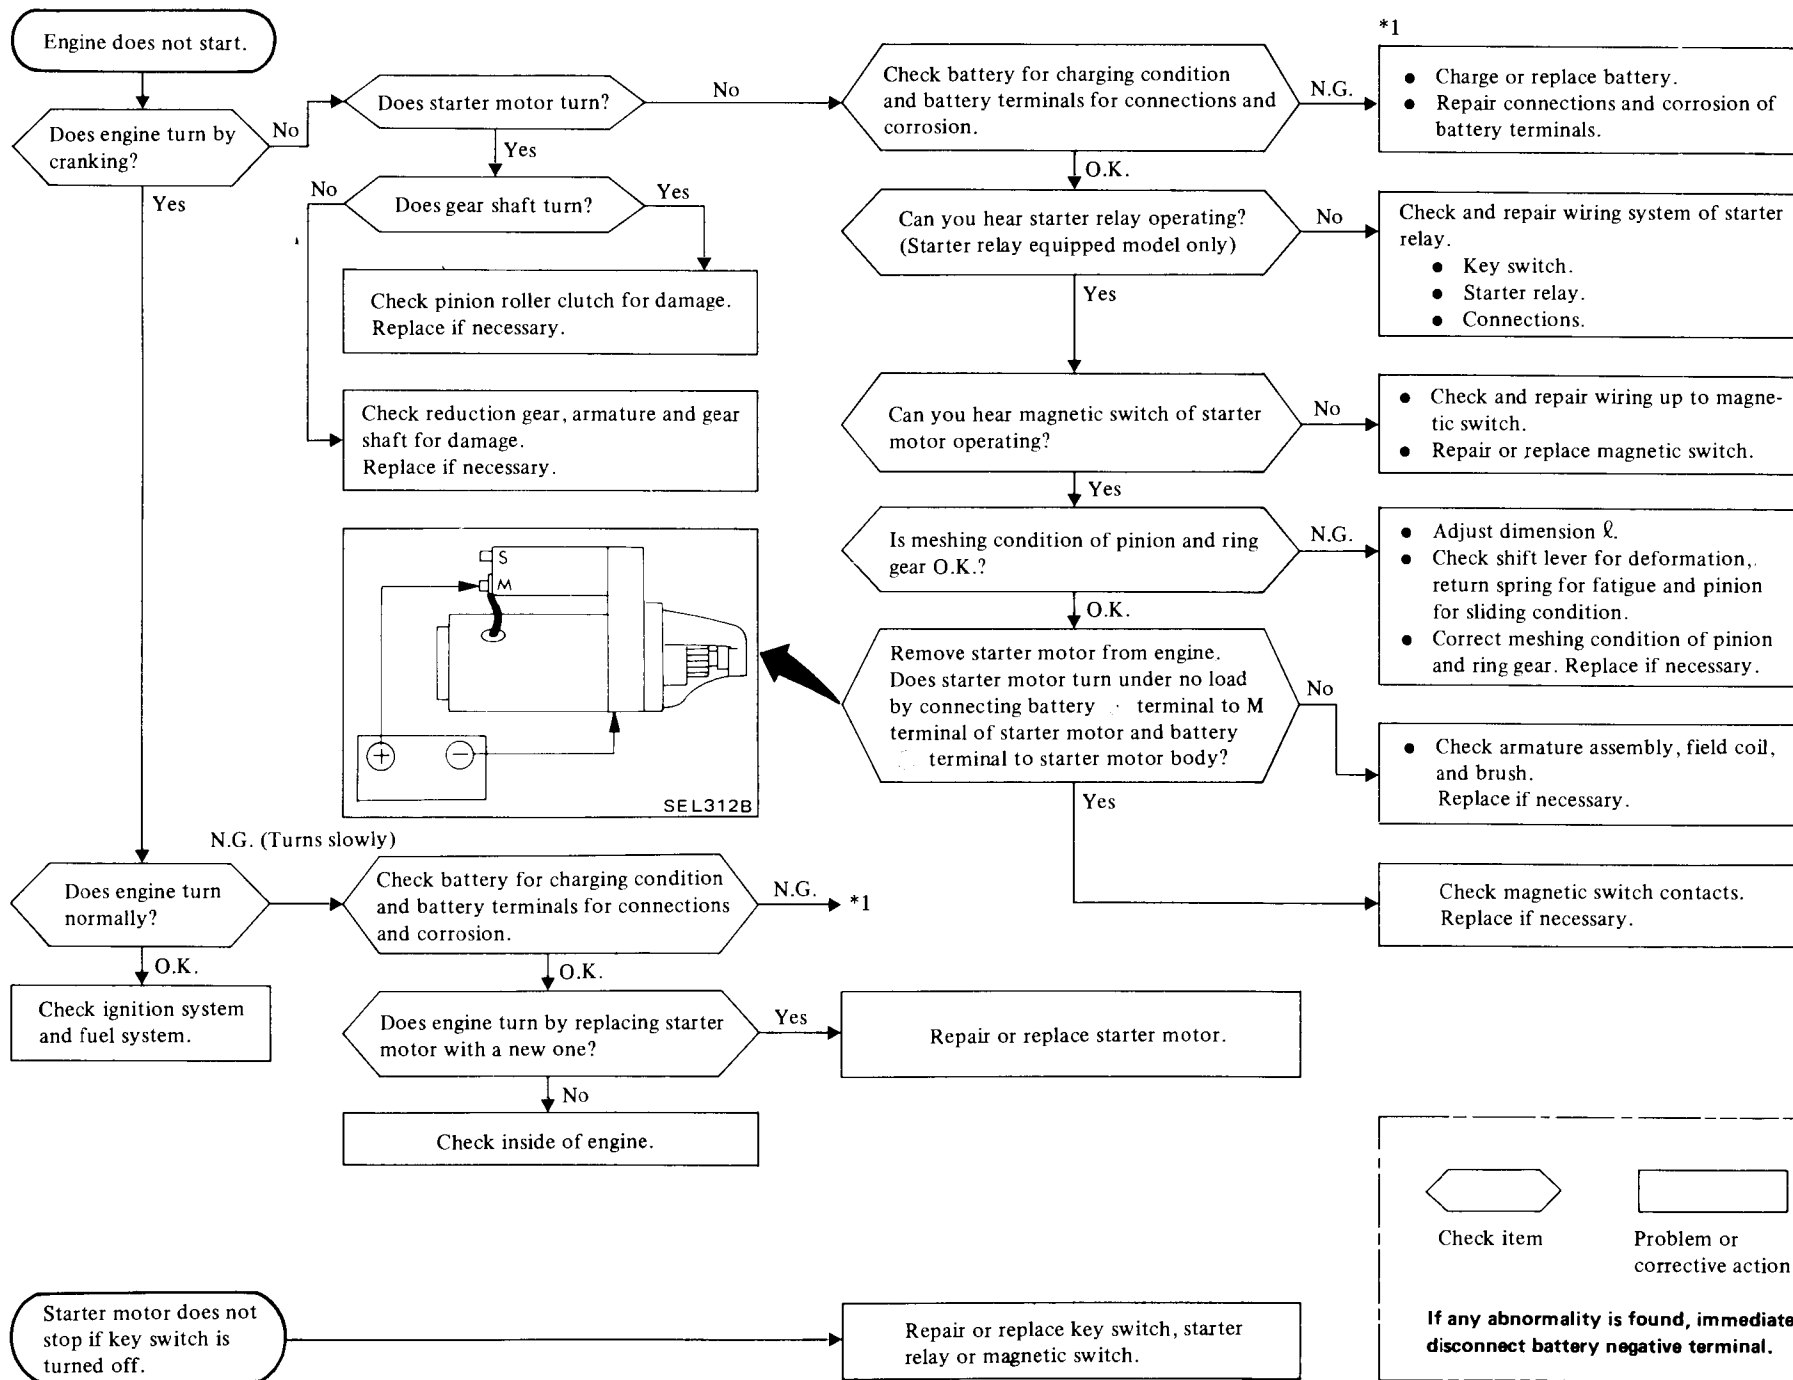 Engine does not start.
Does engine turn by
cranking?
No
Yes
Does starter motor turn?
No
Yes
Does gear shaft turn?
No
Yes
Check pinion roller clutch for damage.
Replace if necessary.
Check reduction gear, armature and gear
shaft for damage.
Replace if necessary.
S
M
+
−
SEL312B
Check battery for charging condition
and battery terminals for connections and
corrosion.
N.G.
O.K.
*1
• Charge or replace battery.
• Repair connections and corrosion of
battery terminals.
Can you hear starter relay operating?
(Starter relay equipped model only)
No
Yes
Check and repair wiring system of starter
relay.
• Key switch.
• Starter relay.
• Connections.
Can you hear magnetic switch of starter
motor operating?
No
Yes
• Check and repair wiring up to magne-
tic switch.
• Repair or replace magnetic switch.
Is meshing condition of pinion and ring
gear O.K.?
N.G.
O.K.
• Adjust dimension ℓ.
• Check shift lever for deformation,
return spring for fatigue and pinion
for sliding condition.
• Correct meshing condition of pinion
and ring gear. Replace if necessary.
Remove starter motor from engine.
Does starter motor turn under no load
by connecting battery terminal to M
terminal of starter motor and battery
terminal to starter motor body?
No
Yes
• Check armature assembly, field coil,
and brush.
Replace if necessary.
Check magnetic switch contacts.
Replace if necessary.
N.G. (Turns slowly)
Does engine turn
normally?
O.K.
Check ignition system
and fuel system.
Check battery for charging condition
and battery terminals for connections
and corrosion.
N.G.
*1
O.K.
Does engine turn by replacing starter
motor with a new one?
Yes
Repair or replace starter motor.
No
Check inside of engine.
Check item
Problem or
corrective action
If any abnormality is found, immediate
disconnect battery negative terminal.
Starter motor does not
stop if key switch is
turned off.
Repair or replace key switch, starter
relay or magnetic switch.